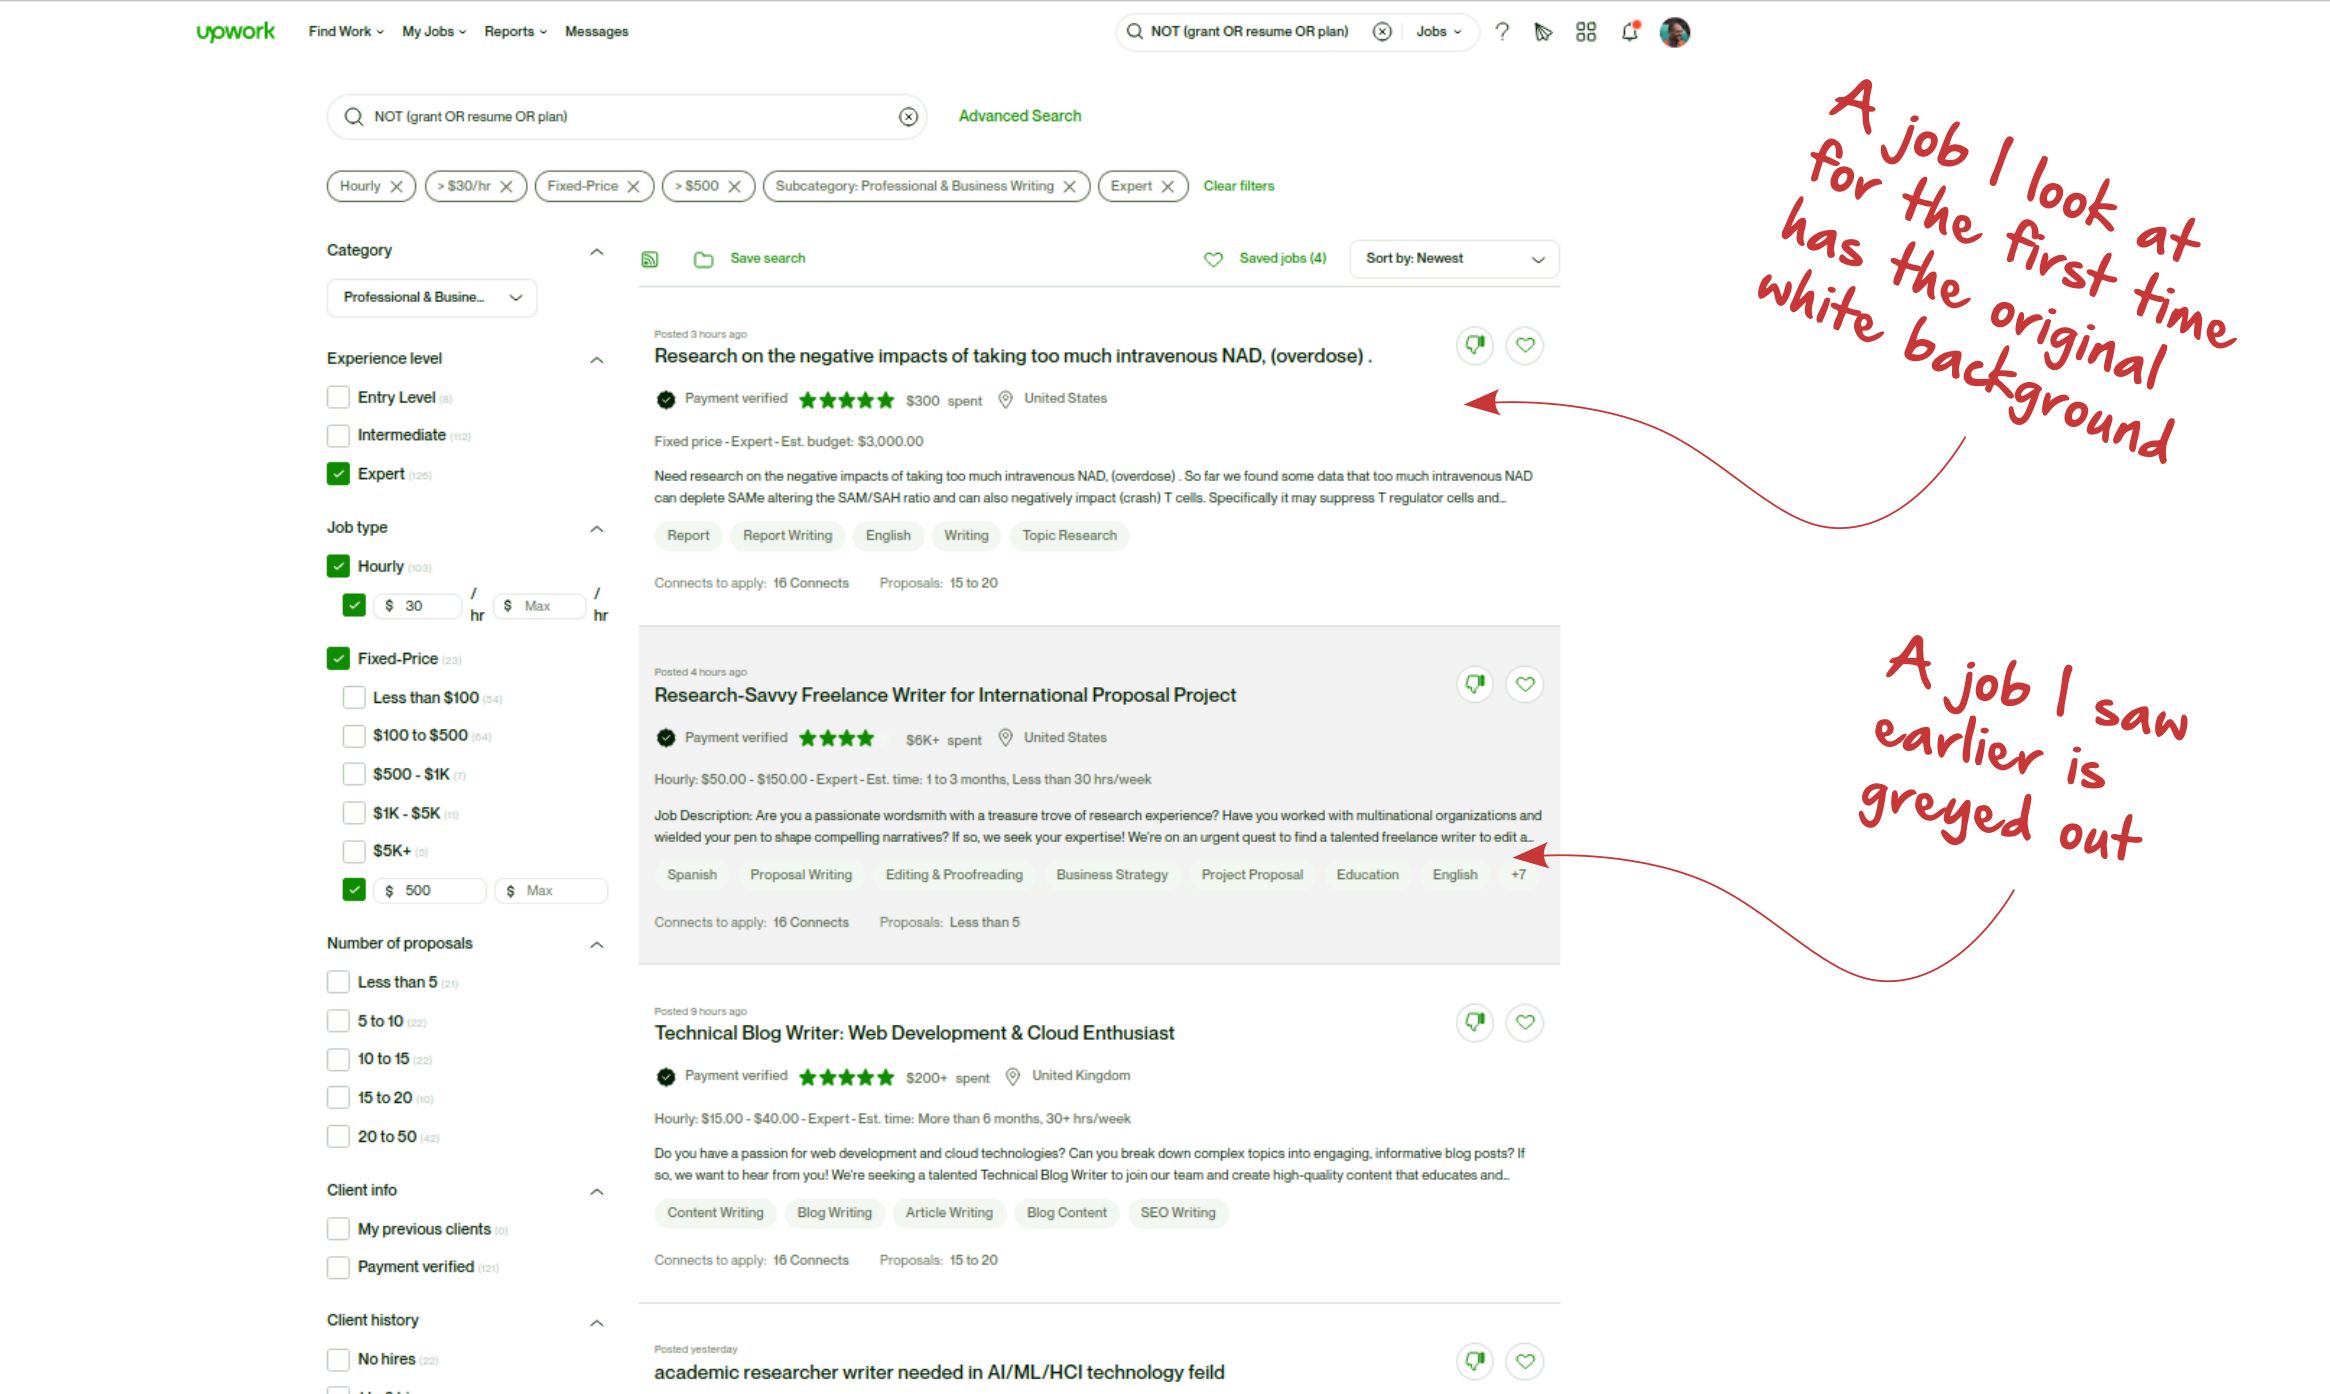 upwork
Find Work My Jobs Reports Messages
NOT (grant OR resume OR plan) Jobs
NOT (grant OR resume OR plan)
Advanced Search
Hourly > $30/hr Fixed-Price > $500 Subcategory: Professional & Business Writing Expert Clear filters
Category
Professional & Busine...
Experience level
Entry Level (8)
Intermediate (112)
Expert (126)
Job type
Hourly (103)
$ 30 / hr $ Max / hr
Fixed-Price (23)
Less than $100 (54)
$100 to $500 (64)
$500 - $1K (7)
$1K - $5K (11)
$5K+ (5)
$ 500 $ Max
Number of proposals
Less than 5 (21)
5 to 10 (22)
10 to 15 (22)
15 to 20 (10)
20 to 50 (42)
Client info
My previous clients (0)
Payment verified (121)
Client history
No hires (22)
Save search
Saved jobs (4)
Sort by: Newest
Posted 3 hours ago
Research on the negative impacts of taking too much intravenous NAD, (overdose) .
Payment verified $300 spent United States
Fixed price - Expert - Est. budget: $3,000.00
Need research on the negative impacts of taking too much intravenous NAD, (overdose) . So far we found some data that too much intravenous NAD
can deplete SAMe altering the SAM/SAH ratio and can also negatively impact (crash) T cells. Specifically it may suppress T regulator cells and...
Report Report Writing English Writing Topic Research
Connects to apply: 16 Connects Proposals: 15 to 20
Posted 4 hours ago
Research-Savvy Freelance Writer for International Proposal Project
Payment verified $6K+ spent United States
Hourly: $50.00 - $150.00 - Expert - Est. time: 1 to 3 months, Less than 30 hrs/week
Job Description: Are you a passionate wordsmith with a treasure trove of research experience? Have you worked with multinational organizations and
wielded your pen to shape compelling narratives? If so, we seek your expertise! We're on an urgent quest to find a talented freelance writer to edit a...
Spanish Proposal Writing Editing & Proofreading Business Strategy Project Proposal Education English +7
Connects to apply: 16 Connects Proposals: Less than 5
Posted 9 hours ago
Technical Blog Writer: Web Development & Cloud Enthusiast
Payment verified $200+ spent United Kingdom
Hourly: $15.00 - $40.00 - Expert - Est. time: More than 6 months, 30+ hrs/week
Do you have a passion for web development and cloud technologies? Can you break down complex topics into engaging, informative blog posts? If
so, we want to hear from you! We're seeking a talented Technical Blog Writer to join our team and create high-quality content that educates and...
Content Writing Blog Writing Article Writing Blog Content SEO Writing
Connects to apply: 16 Connects Proposals: 15 to 20
Posted yesterday
academic researcher writer needed in AI/ML/HCI technology feild
A job I look at
for the first time
has the original
white background
A job I saw
earlier is
greyed out